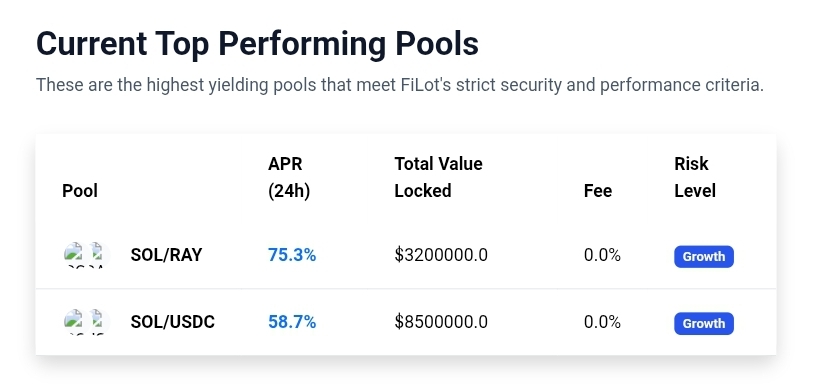 Current Top Performing Pools
These are the highest yielding pools that meet FiLot's strict security and performance criteria.
Pool APR (24h) Total Value Locked Fee Risk Level
SOL/RAY 75.3% $3200000.0 0.0% Growth
SOL/USDC 58.7% $8500000.0 0.0% Growth